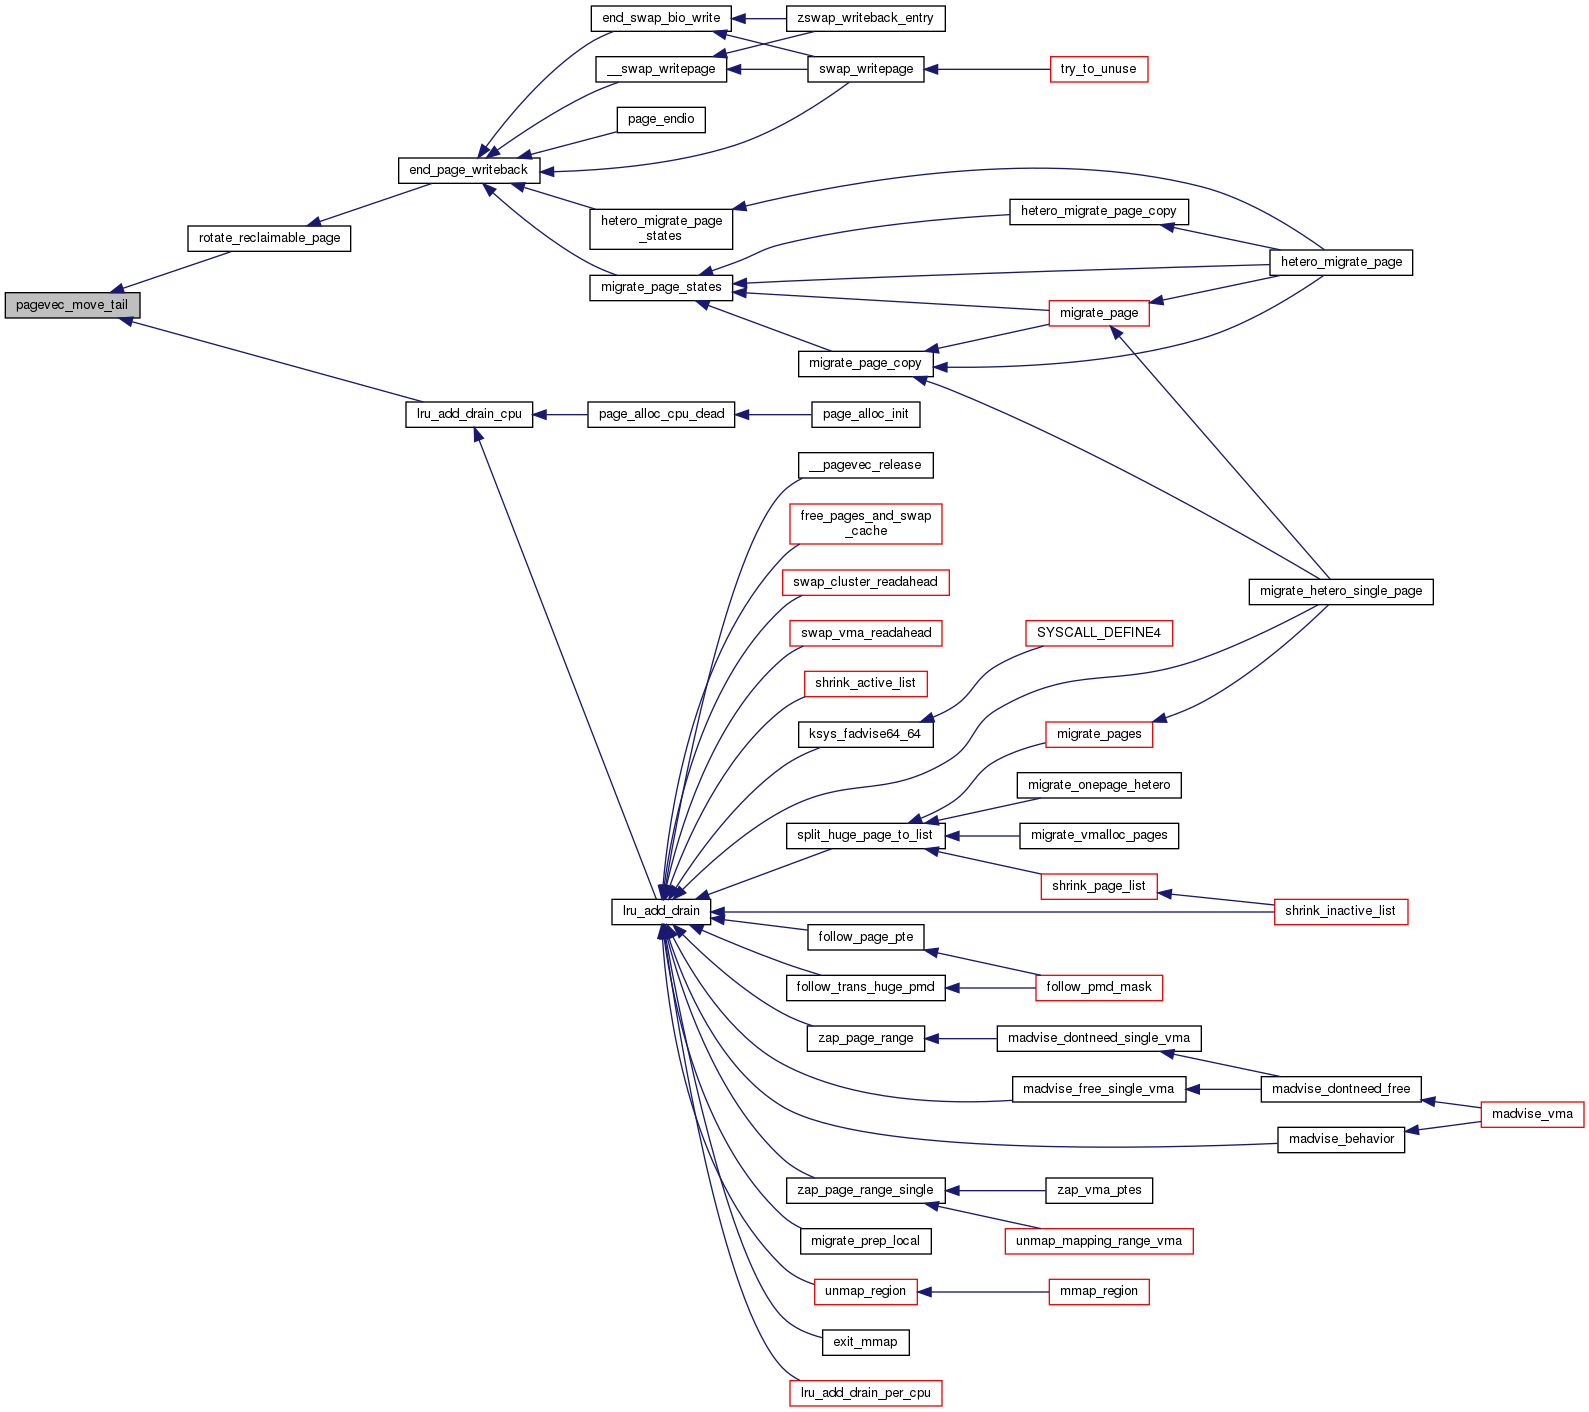 end_swap_bio_write
zswap_writeback_entry
__swap_writepage
swap_writepage
try_to_unuse
page_endio
end_page_writeback
hetero_migrate_page
_states
hetero_migrate_page_copy
rotate_reclaimable_page
hetero_migrate_page
migrate_page_states
pagevec_move_tail
migrate_page
migrate_page_copy
lru_add_drain_cpu
page_alloc_cpu_dead
page_alloc_init
__pagevec_release
free_pages_and_swap
_cache
swap_cluster_readahead
migrate_hetero_single_page
swap_vma_readahead
SYSCALL_DEFINE4
shrink_active_list
ksys_fadvise64_64
migrate_pages
migrate_onepage_hetero
split_huge_page_to_list
migrate_vmalloc_pages
shrink_page_list
lru_add_drain
shrink_inactive_list
follow_page_pte
follow_trans_huge_pmd
follow_pmd_mask
zap_page_range
madvise_dontneed_single_vma
madvise_free_single_vma
madvise_dontneed_free
madvise_vma
madvise_behavior
zap_page_range_single
zap_vma_ptes
migrate_prep_local
unmap_mapping_range_vma
unmap_region
mmap_region
exit_mmap
lru_add_drain_per_cpu